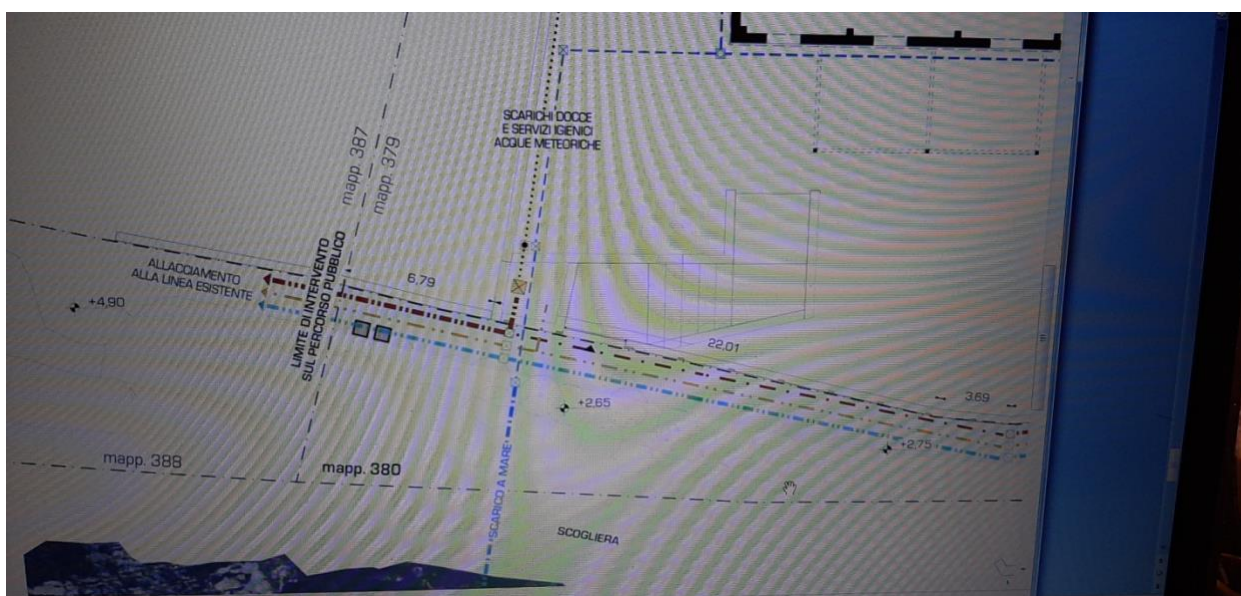 SCARICHI DOCCE
E SERVIZI IGIENICI
ACQUE METEORICHE
mapp. 387
mapp. 379
ALLACCIAMENTO
ALLA LINEA ESISTENTE
LIMITE DI INTERVENTO
SUL PERCORSO PUBBLICO
6,79
+4,90
22,01
3,69
+2,65
+2,75
mapp. 388
mapp. 380
SCARICO A MARE
SCOGLIERA